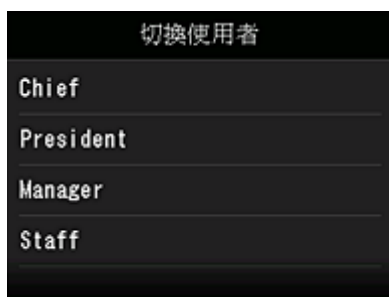 切換使用者
Chief
President
Manager
Staff